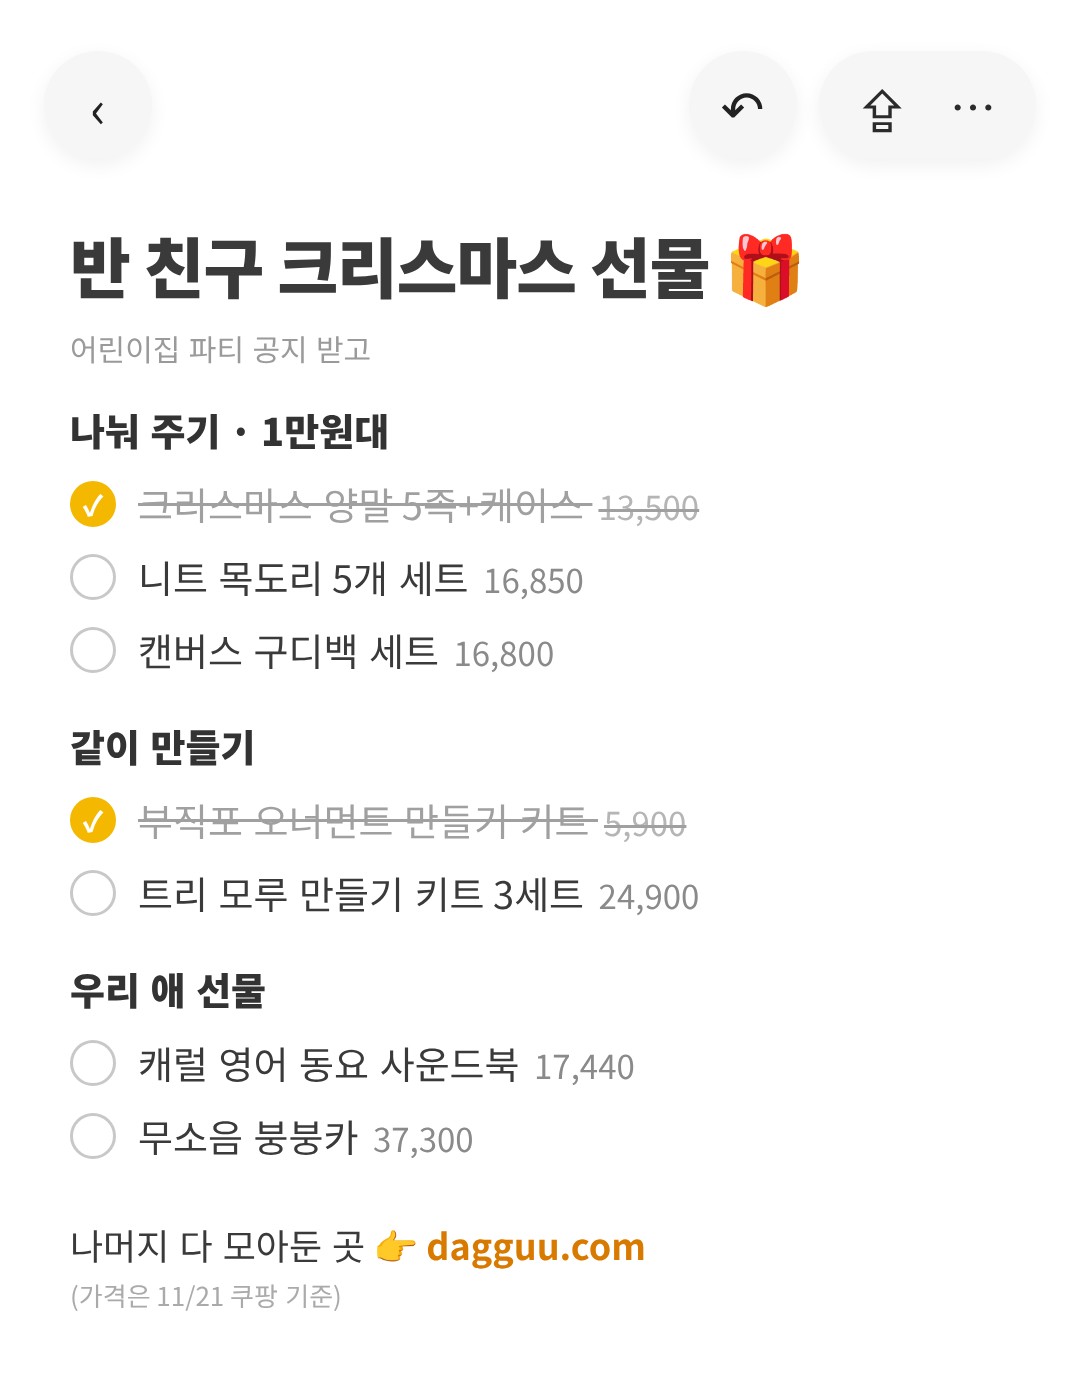 반 친구 크리스마스 선물 🎁
어린이집 파티 공지 받고
나눠 주기 · 1만원대
크리스마스 양말 5족+케이스 13,500
니트 목도리 5개 세트 16,850
캔버스 구디백 세트 16,800
같이 만들기
부직포 오너먼트 만들기 키트 5,900
트리 모루 만들기 키트 3세트 24,900
우리 애 선물
캐럴 영어 동요 사운드북 17,440
무소음 붕붕카 37,300
나머지 다 모아둔 곳 👉 dagguu.com
(가격은 11/21 쿠팡 기준)